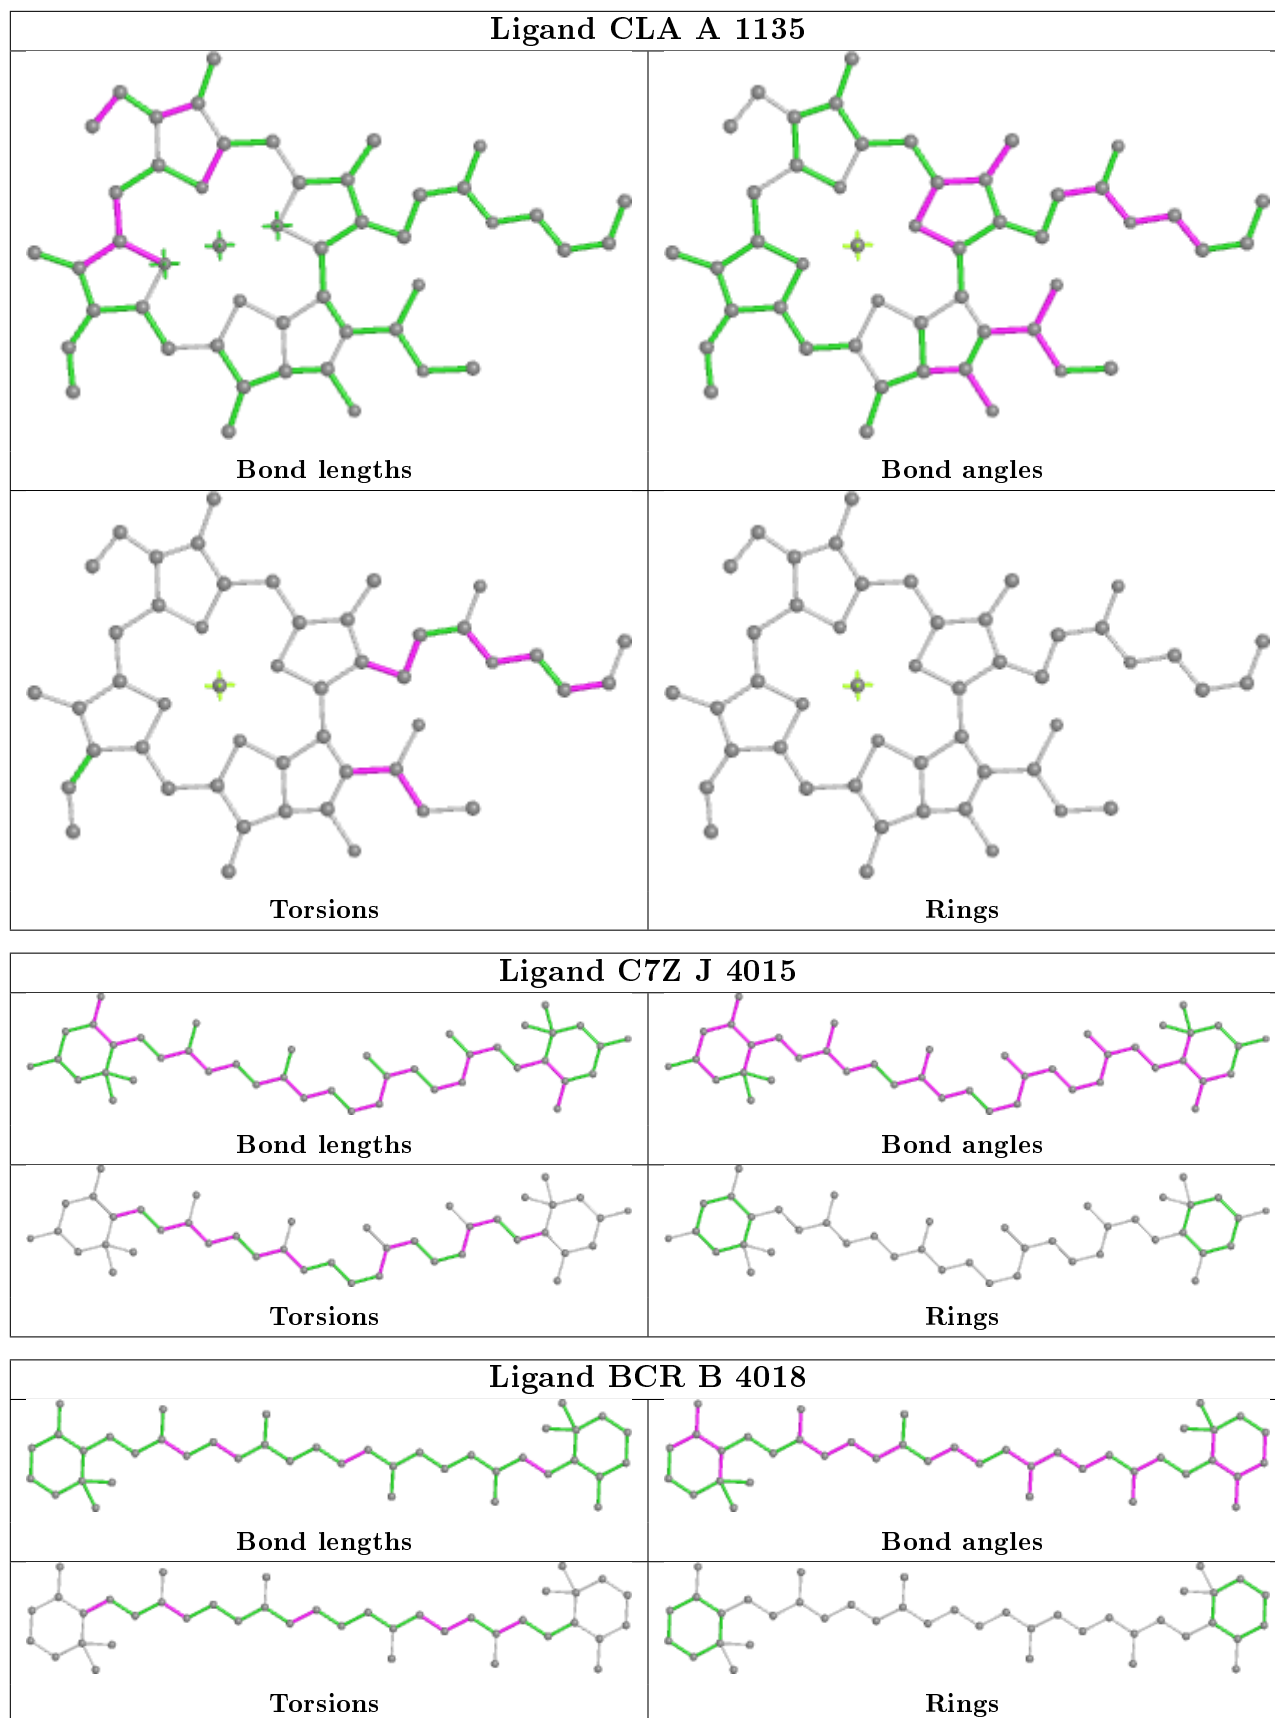 Ligand CLA A 1135
Bond lengths
Bond angles
Torsions
Rings
Ligand C7Z J 4015
Bond lengths
Bond angles
Torsions
Rings
Ligand BCR B 4018
Bond lengths
Bond angles
Torsions
Rings